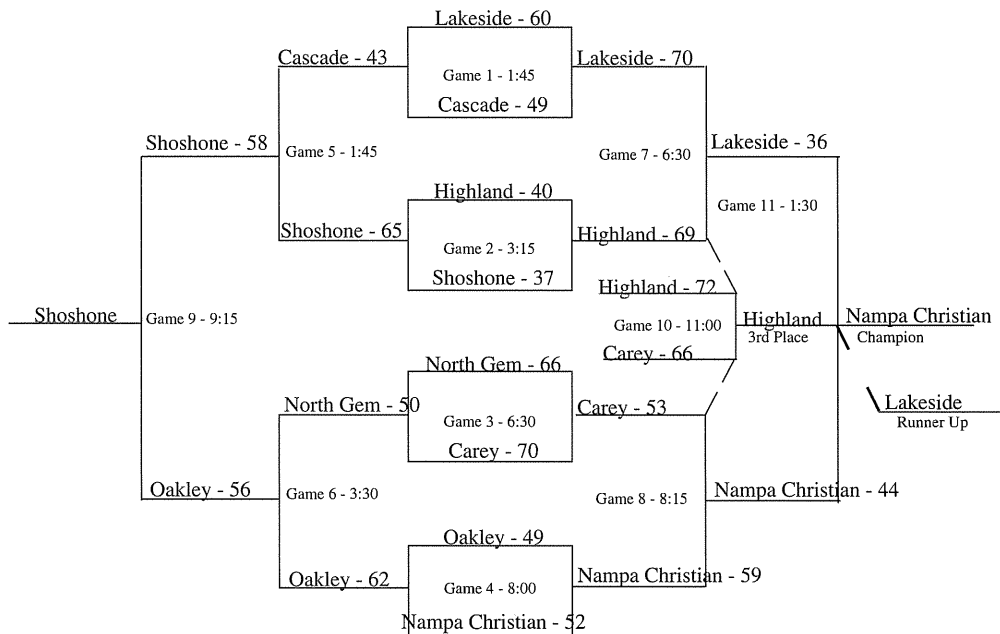 Lakeside - 60
Cascade - 43
Lakeside - 70
Game 1 - 1:45
Cascade - 49
Shoshone - 58
Game 5 - 1:45
Game 7 - 6:30
Lakeside - 36
Highland - 40
Game 11 - 1:30
Shoshone - 65
Game 2 - 3:15
Highland - 69
Shoshone - 37
Highland - 72
Shoshone
Game 9 - 9:15
Game 10 - 11:00
Highland
3rd Place
Nampa Christian
Champion
Carey - 66
North Gem - 66
North Gem - 50
Game 3 - 6:30
Carey - 53
Carey - 70
Lakeside
Runner Up
Oakley - 56
Game 6 - 3:30
Game 8 - 8:15
Nampa Christian - 44
Oakley - 49
Oakley - 62
Game 4 - 8:00
Nampa Christian - 59
Nampa Christian - 52